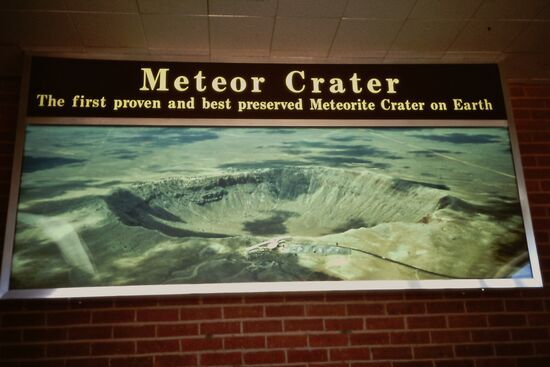 Meteor Crater
The first proven and best preserved Meteorite Crater on Earth